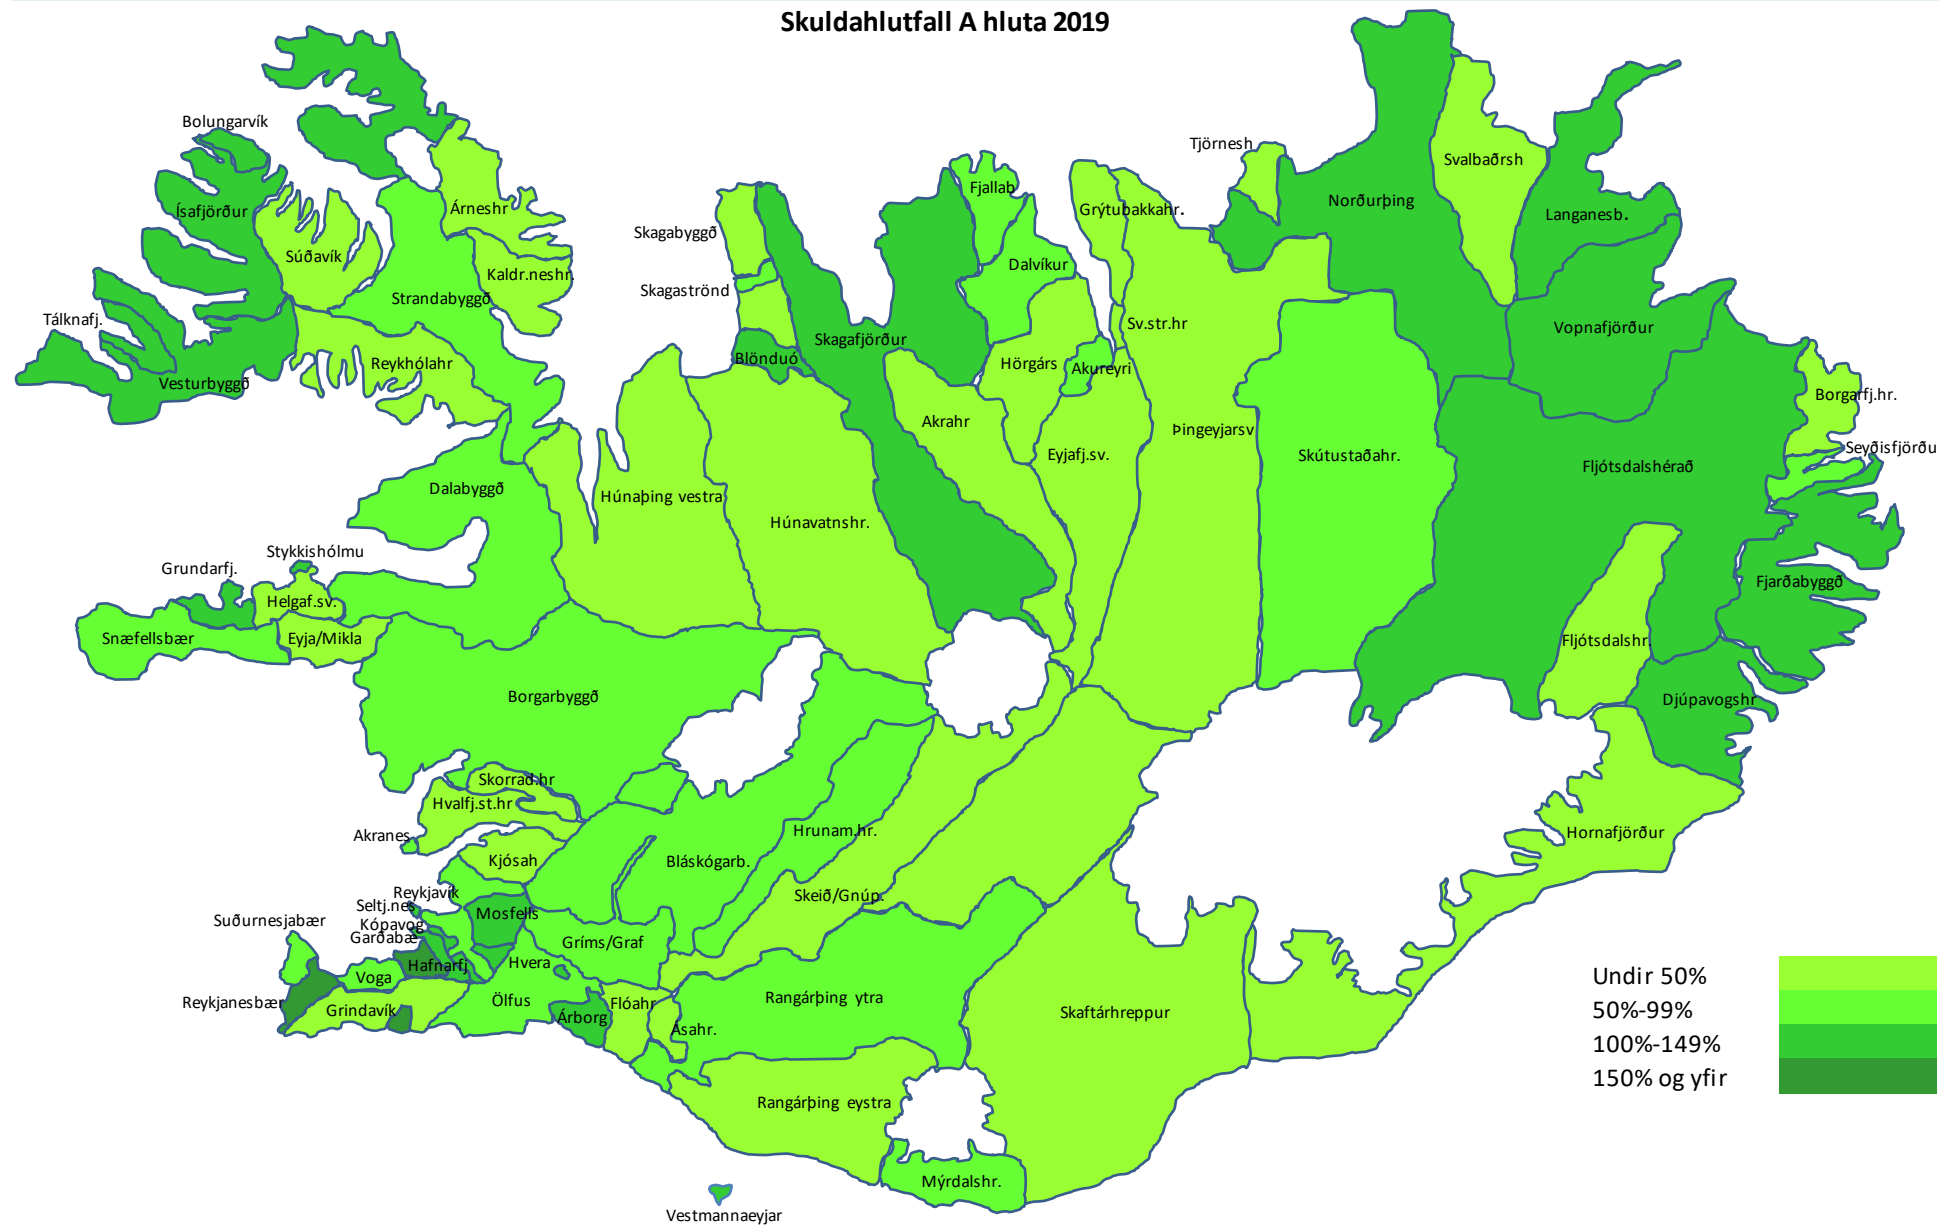 Skuldahlutfall A hluta 2019
Bolungarvík
Tjörnesh
Svalbaðrsh
Fjallab
Norðurþing
Ísafjörður
Árneshr
Grýtubakkahr.
Langanesb.
Skagabyggð
Súðavík
Dalvíkur
Kaldr.neshr
Skagaströnd
Strandabyggð
Tálknafj.
Sv.str.hr
Vopnafjörður
Skagafjörður
Blönduó
Reykhólahr
Hörgárs
Akureyri
Vesturbyggð
Borgarfj.hr.
Akrahr
Þingeyjarsv
Seyðisfjörðu
Eyjafj.sv.
Skútustaðahr.
Fljótsdalshérað
Dalabyggð
Húnaþing vestra
Húnavatnshr.
Stykkishólmu
Grundarfj.
Fjarðabyggð
Helgaf.sv.
Snæfellsbær
Eyja/Mikla
Fljótsdalshr.
Borgarbyggð
Djúpavogshr
Skorrad.hr
Hvalfj.st.hr
Hrunam.hr.
Hornafjörður
Akranes
Kjósah
Bláskógarb.
Reykjavík
Skeið/Gnúp.
Seltj.nes
Mosfells
Suðurnesjabær
Kópavog
Garðabæ
Gríms/Graf
Hafnarfj
Hvera
Voga
Undir 50%
Reykjanesbær
Grindavík
Ölfus
Flóahr
Rangárþing ytra
50%-99%
Árborg
Skaftárhreppur
Ásahr.
100%-149%
150% og yfir
Rangárþing eystra
Mýrdalshr.
Vestmannaeyjar